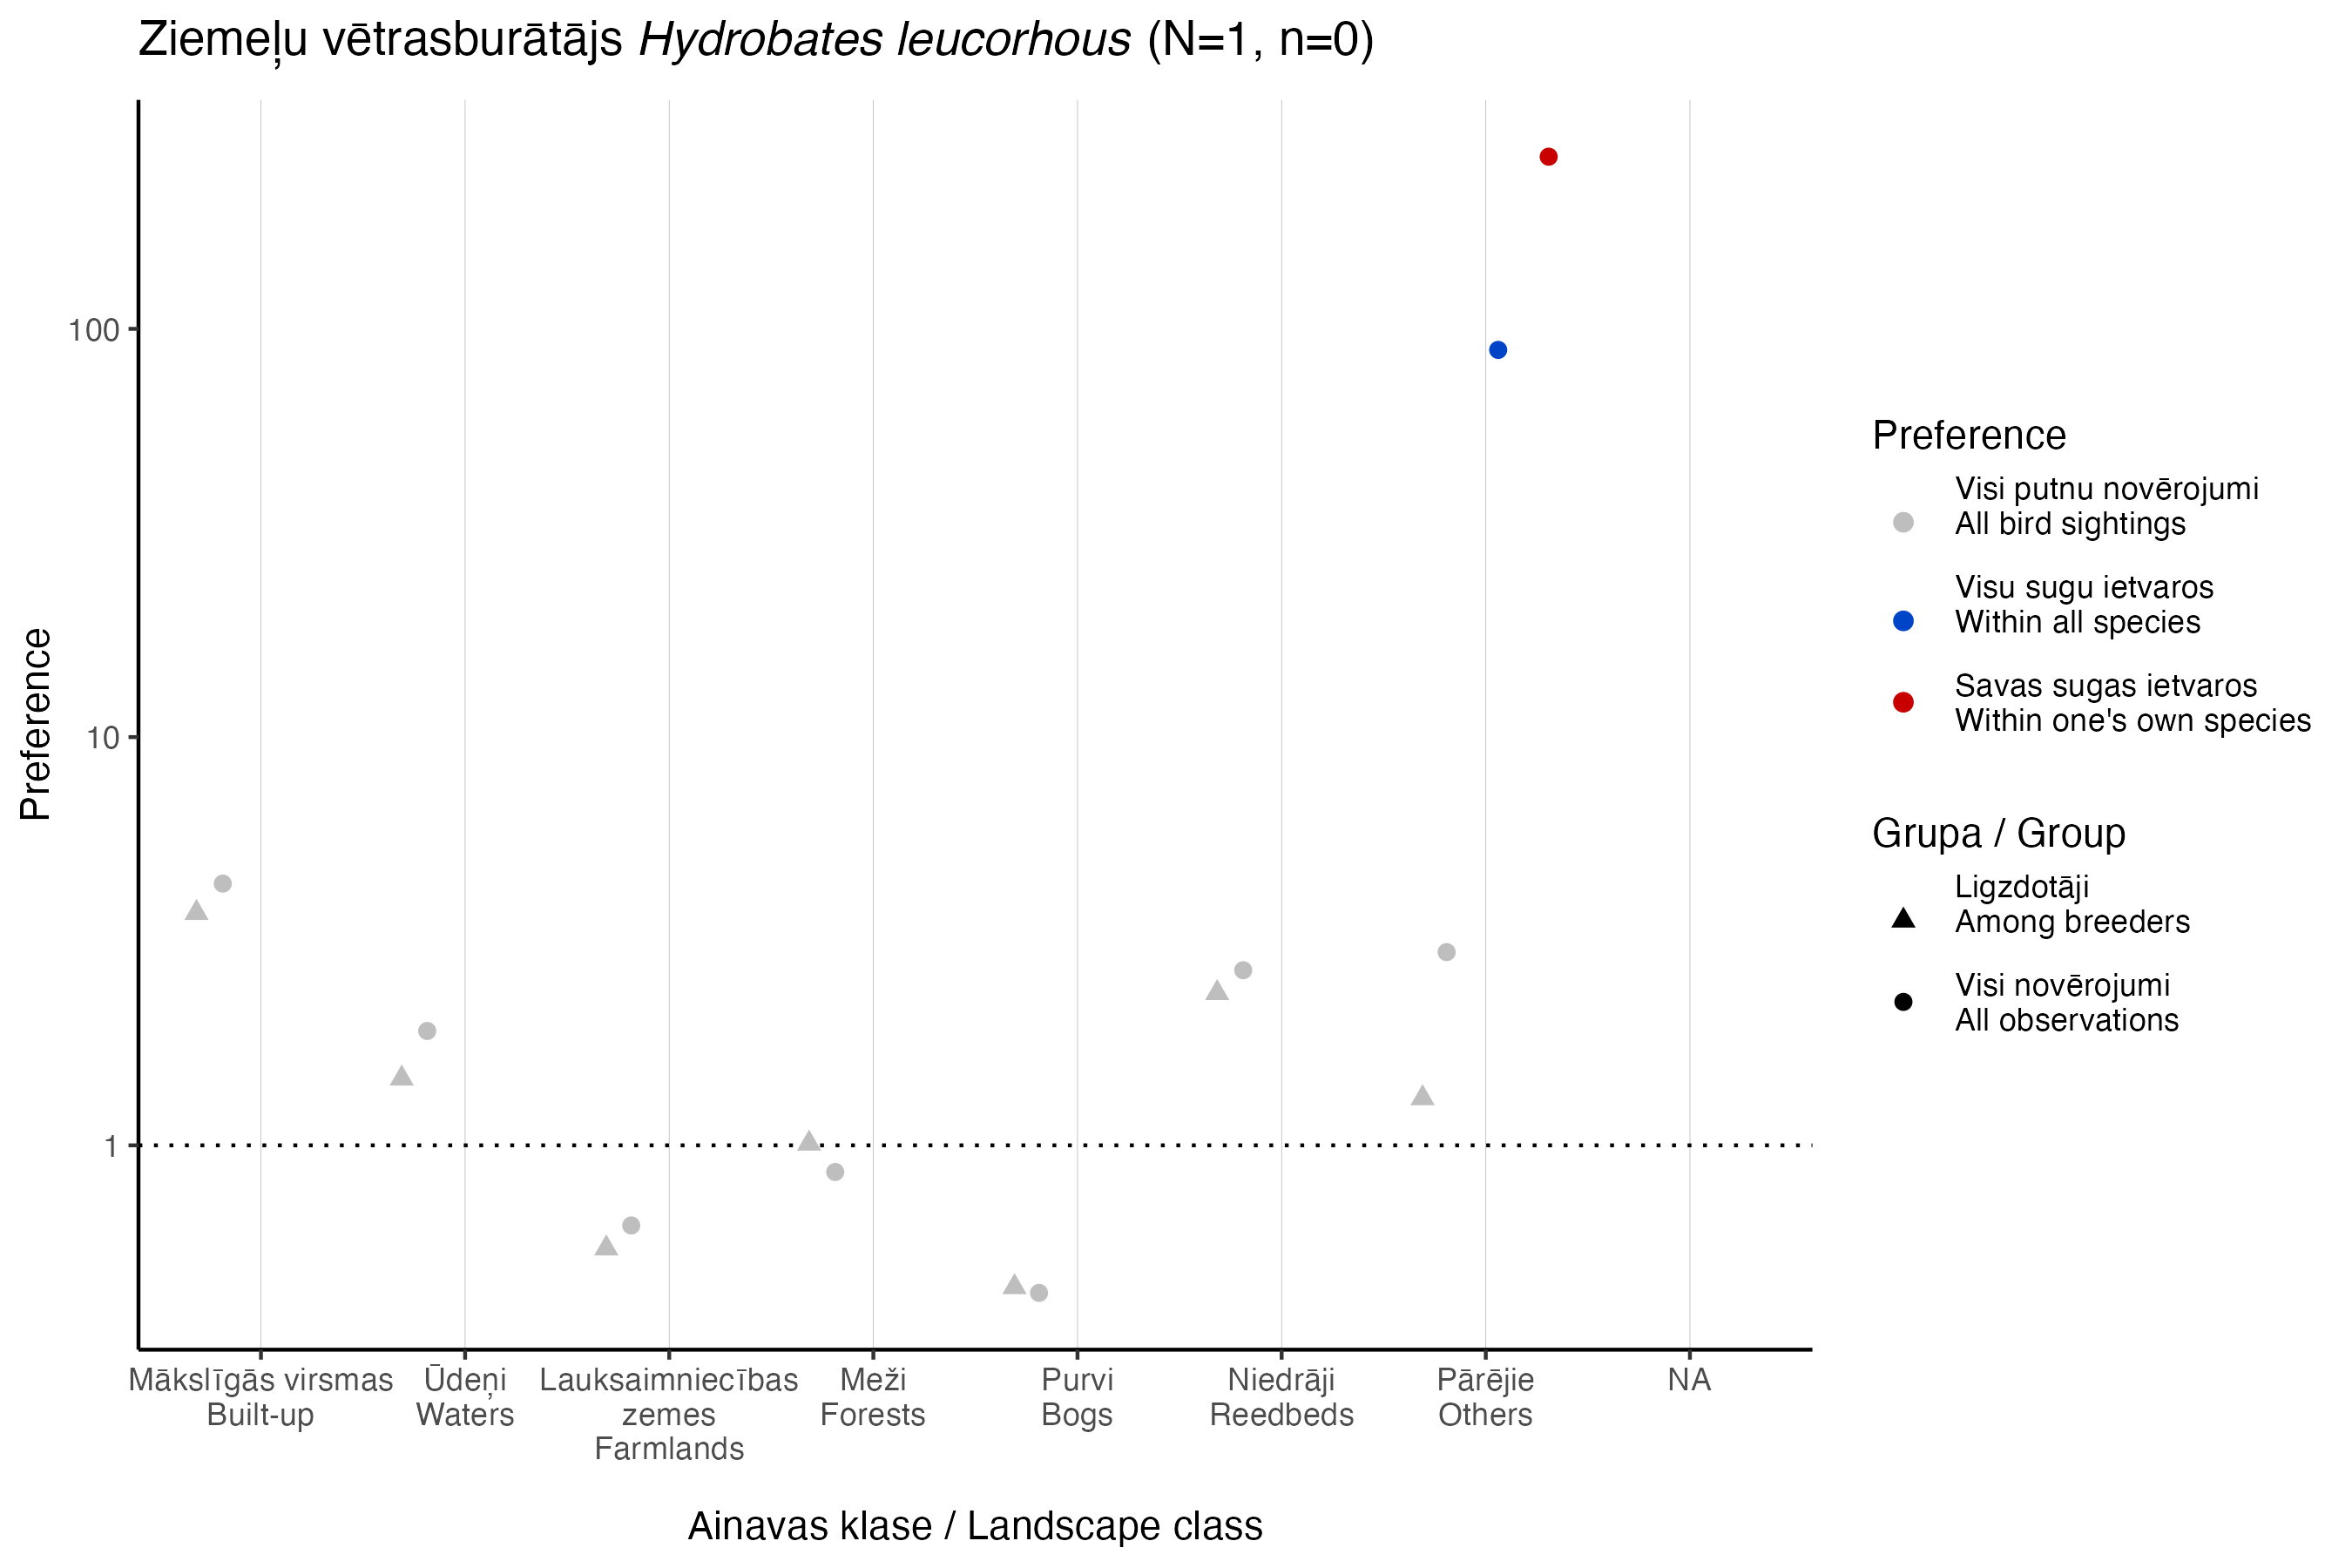 Ziemeļu vētrasburātājs Hydrobates leucorhous (N=1, n=0)
Preference
100
10
1
Mākslīgās virsmas
Built-up
Ūdeņi
Waters
Lauksaimniecības
zemes
Farmlands
Meži
Forests
Purvi
Bogs
Niedrāji
Reedbeds
Pārējie
Others
NA
Ainavas klase / Landscape class
Preference
Visi putnu novērojumi
All bird sightings
Visu sugu ietvaros
Within all species
Savas sugas ietvaros
Within one's own species
Grupa / Group
Ligzdotāji
Among breeders
Visi novērojumi
All observations